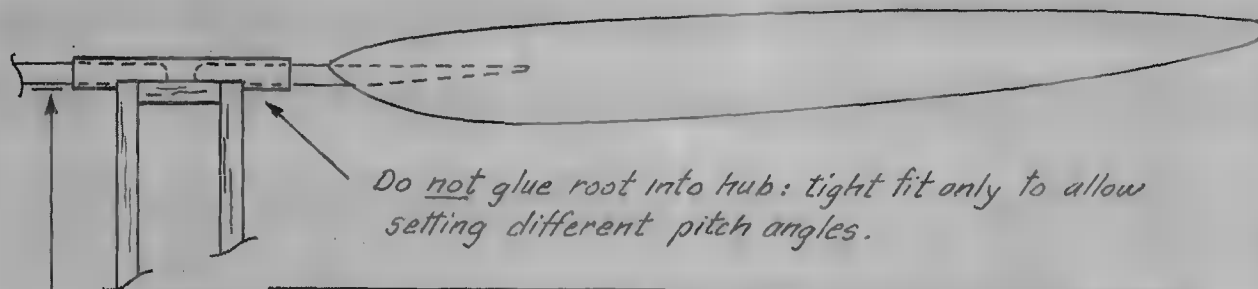 Do not glue root into hub: tight fit only to allow
setting different pitch angles.